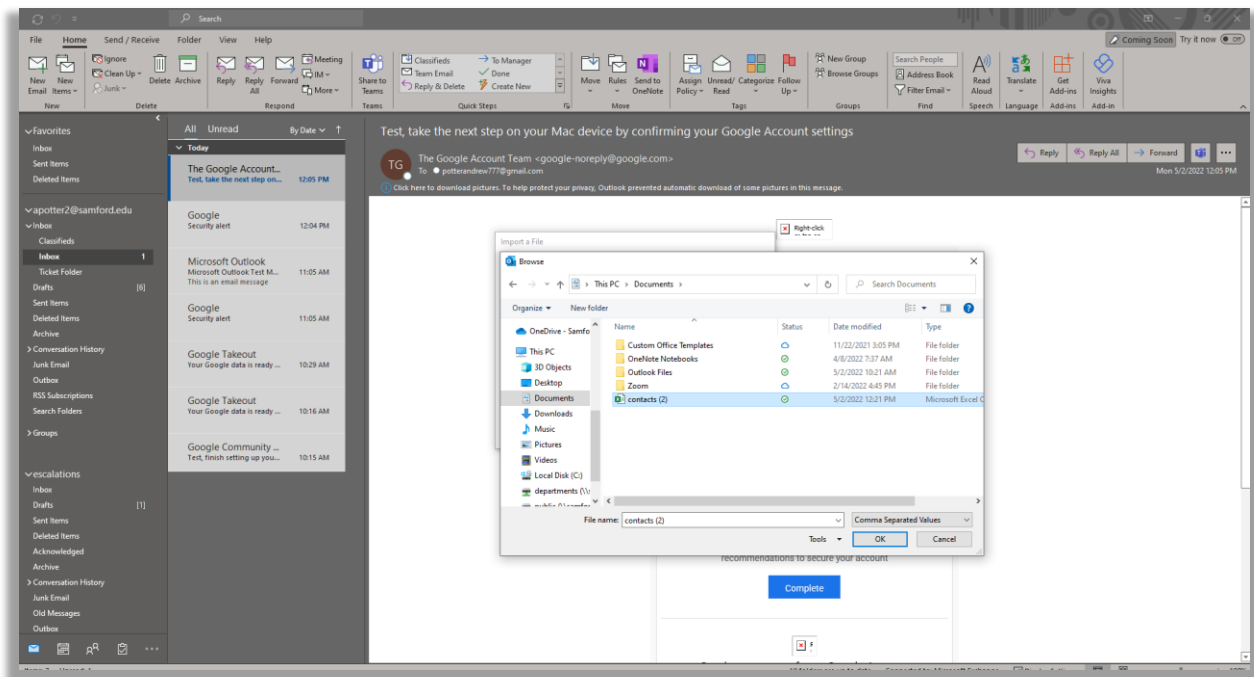 Search
File Home Send / Receive Folder View Help
Coming Soon Try it now Off
New Email
New Items
Ignore
Clean Up
Junk
Delete
Archive
Reply
Reply All
Forward
Meeting
IM
More
Share to Teams
Classifieds
Team Email
Reply & Delete
To Manager
Done
Create New
Move
Rules
Send to OneNote
Assign Policy
Unread/ Read
Categorize
Follow Up
New Group
Browse Groups
Search People
Address Book
Filter Email
Read Aloud
Translate
Get Add-ins
Viva Insights
New Delete Respond Teams Quick Steps Move Tags Groups Find Speech Language Add-ins Add-in
Favorites
Inbox
Sent Items
Deleted Items
apotter2@samford.edu
Inbox
Classifieds
Inbox 1
Ticket Folder
Drafts [6]
Sent Items
Deleted Items
Archive
Conversation History
Junk Email
Outbox
RSS Subscriptions
Search Folders
Groups
escalations
Inbox
Drafts [1]
Sent Items
Deleted Items
Acknowledged
Archive
Conversation History
Junk Email
Old Messages
Outbox
All Unread By Date
Today
The Google Account...
Test, take the next step on... 12:05 PM
Google
Security alert 12:04 PM
Microsoft Outlook
Microsoft Outlook Test M... 11:05 AM
This is an email message
Google
Security alert 11:05 AM
Google Takeout
Your Google data is ready ... 10:29 AM
Google Takeout
Your Google data is ready ... 10:16 AM
Google Community ...
Test, finish setting up you... 10:15 AM
Test, take the next step on your Mac device by confirming your Google Account settings
TG
The Google Account Team <google-noreply@google.com>
To potterandrew777@gmail.com
Reply Reply All Forward
Mon 5/2/2022 12:05 PM
Click here to download pictures. To help protect your privacy, Outlook prevented automatic download of some pictures in this message.
Right-click
Import a File
Browse
This PC > Documents >
Search Documents
Organize New folder
OneDrive - Samfo
This PC
3D Objects
Desktop
Documents
Downloads
Music
Pictures
Videos
Local Disk (C:)
departments (\\
Name Status Date modified Type
Custom Office Templates 11/22/2021 3:05 PM File folder
OneNote Notebooks 4/8/2022 7:37 AM File folder
Outlook Files 5/2/2022 10:21 AM File folder
Zoom 2/14/2022 4:45 PM File folder
contacts (2) 5/2/2022 12:21 PM Microsoft Excel C
File name: contacts (2) Comma Separated Values
Tools OK Cancel
recommendations to secure your account
Complete